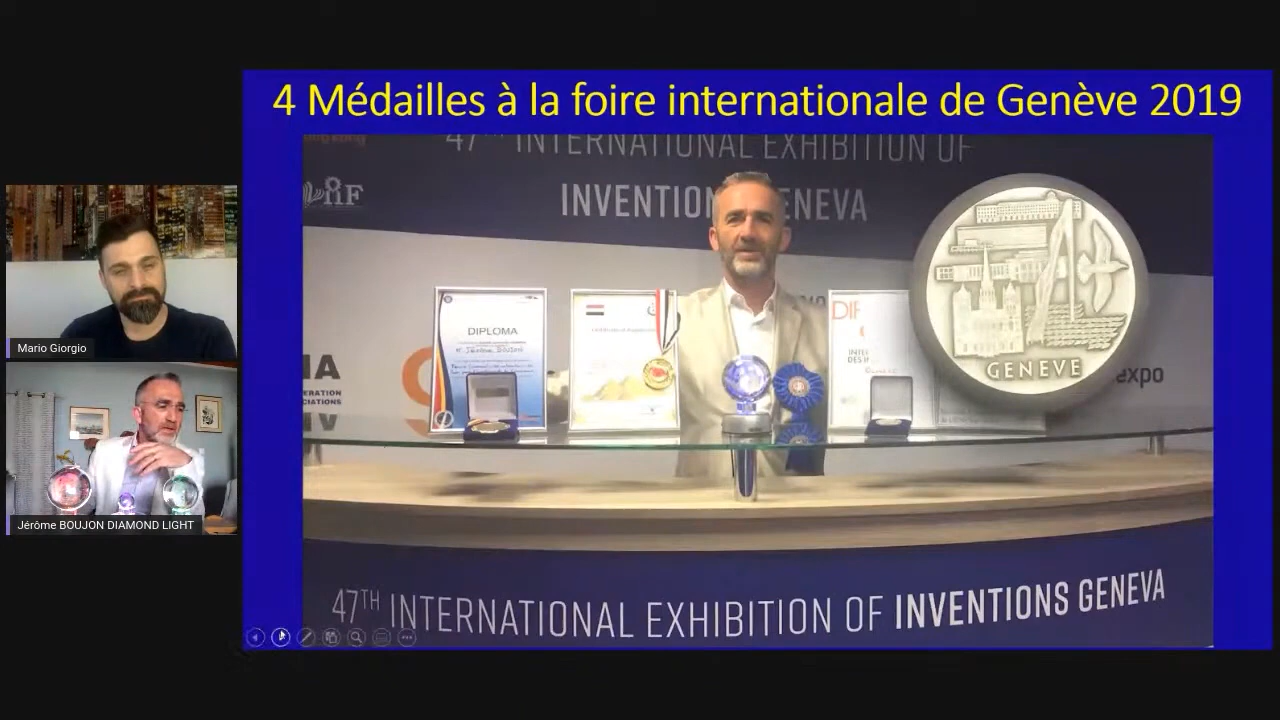 4 Médailles à la foire internationale de Genève 2019
47TH INTERNATIONAL EXHIBITION OF
INVENTIONS GENEVA
DIPLOMA
GENEVE
expo
47TH INTERNATIONAL EXHIBITION OF INVENTIONS GENEVA
Mario Giorgio
Jérôme BOUJON DIAMOND LIGHT